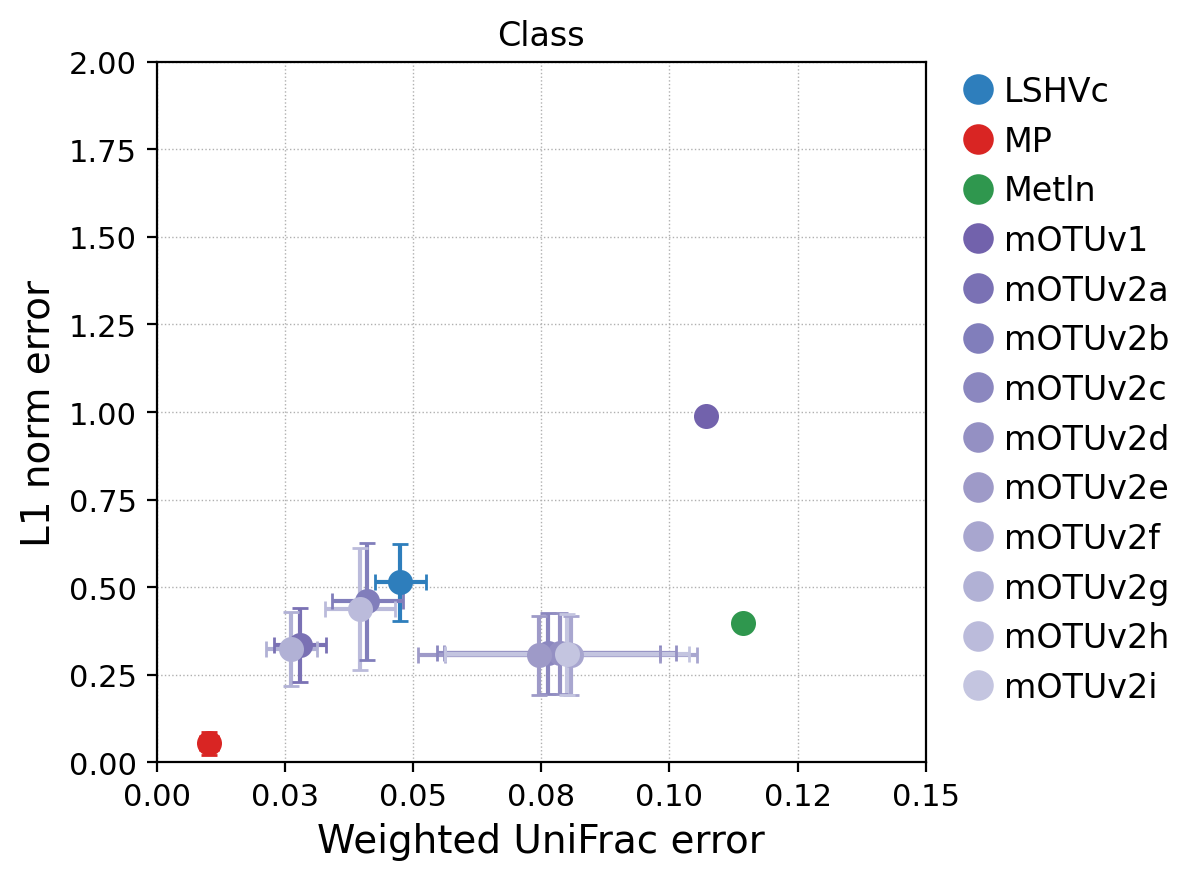 Class
2.00
1.75
1.50
1.25
1.00
0.75
0.50
0.25
0.00
L1 norm error
0.00 0.03 0.05 0.08 0.10 0.12 0.15
Weighted UniFrac error
LSHVc
MP
Metln
mOTUv1
mOTUv2a
mOTUv2b
mOTUv2c
mOTUv2d
mOTUv2e
mOTUv2f
mOTUv2g
mOTUv2h
mOTUv2i